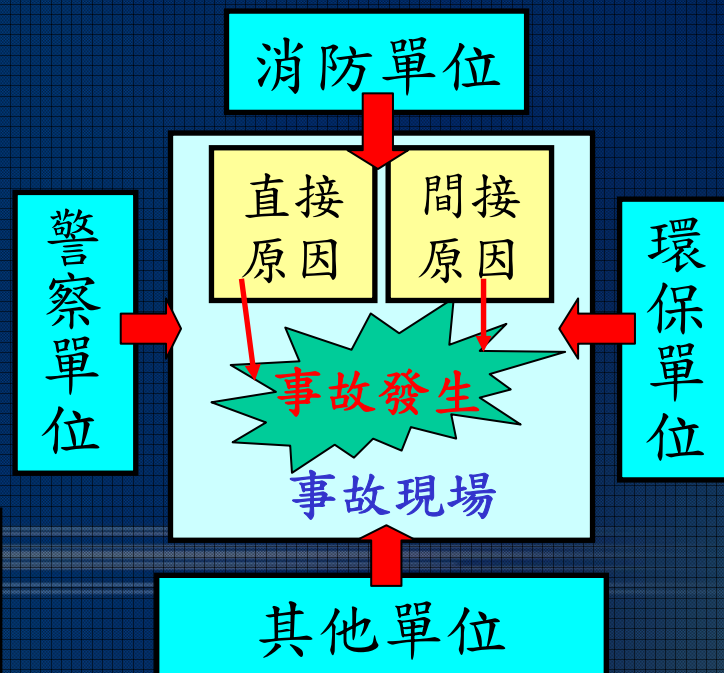 消防單位
直接
原因
間接
原因
警察單位
環保單位
事故發生
事故現場
其他單位